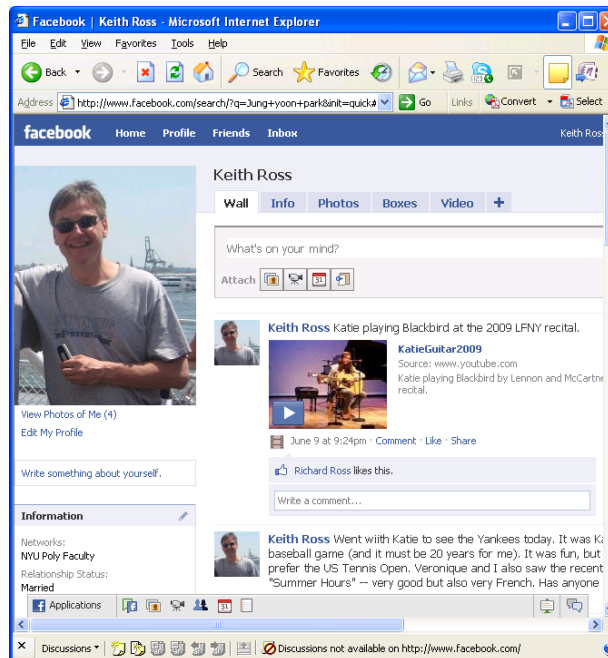 Facebook | Keith Ross - Microsoft Internet Explorer
File Edit View Favorites Tools Help
Back Search Favorites
Address http://www.facebook.com/search/?q=Jung+yoon+park&init=quick Go Links Convert Select
facebook Home Profile Friends Inbox Keith Ross
Keith Ross
Wall Info Photos Boxes Video +
What's on your mind?
Attach 31
Keith Ross Katie playing Blackbird at the 2009 LFNY recital.
KatieGuitar2009
Source: www.youtube.com
Katie playing Blackbird by Lennon and McCartne
recital.
View Photos of Me (4)
Edit My Profile
June 9 at 9:24pm · Comment · Like · Share
Richard Ross likes this.
Write something about yourself.
Write a comment...
Information
Networks:
NYU Poly Faculty
Relationship Status:
Married
Keith Ross Went wiith Katie to see the Yankees today. It was Ka
baseball game (and it must be 20 years for me). It was fun, but
prefer the US Tennis Open. Veronique and I also saw the recent
"Summer Hours" -- very good but also very French. Has anyone
Applications 31
Discussions Discussions not available on http://www.facebook.com/